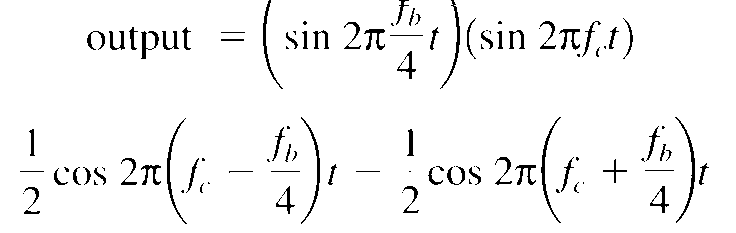 output = (sin 2π f_b/4 t)(sin 2πf_c t)
1/2 cos 2π(f_c − f_b/4)t − 1/2 cos 2π(f_c + f_b/4)t